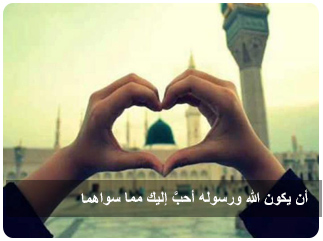 أن يكون الله ورسوله أحبَّ إليك مما سواهما